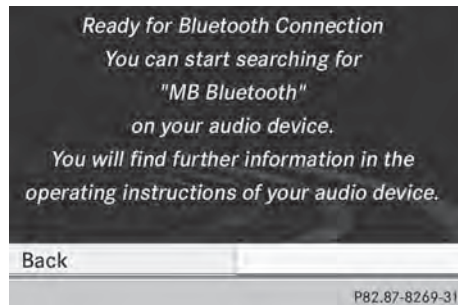 Ready for Bluetooth Connection
You can start searching for
"MB Bluetooth"
on your audio device.
You will find further information in the
operating instructions of your audio device.
Back
P82.87-8269-31